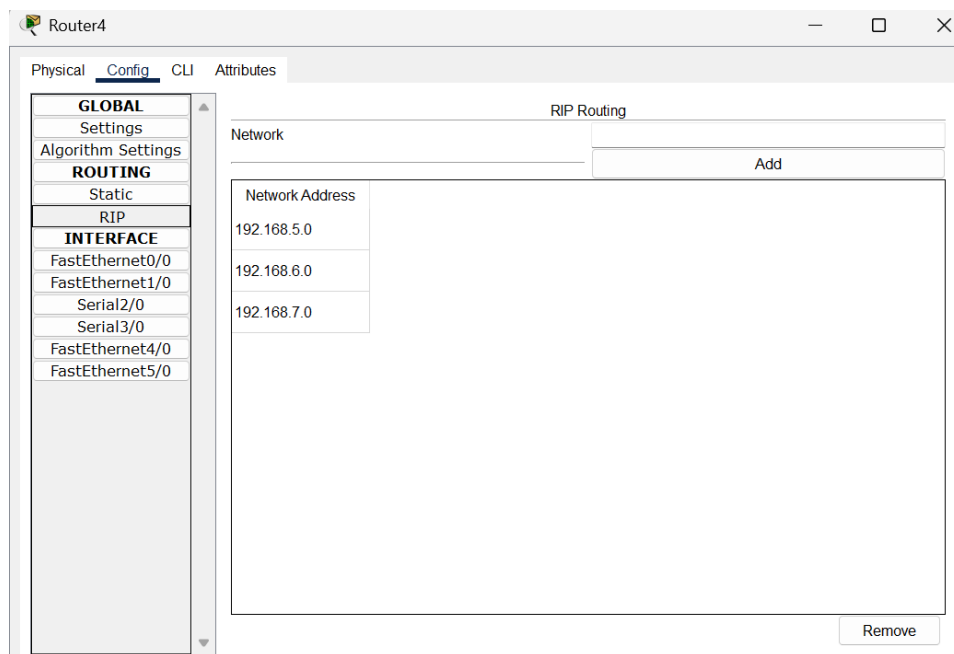 Router4
Physical Config CLI Attributes
GLOBAL
Settings
Algorithm Settings
ROUTING
Static
RIP
INTERFACE
FastEthernet0/0
FastEthernet1/0
Serial2/0
Serial3/0
FastEthernet4/0
FastEthernet5/0
RIP Routing
Network
Add
Network Address
192.168.5.0
192.168.6.0
192.168.7.0
Remove